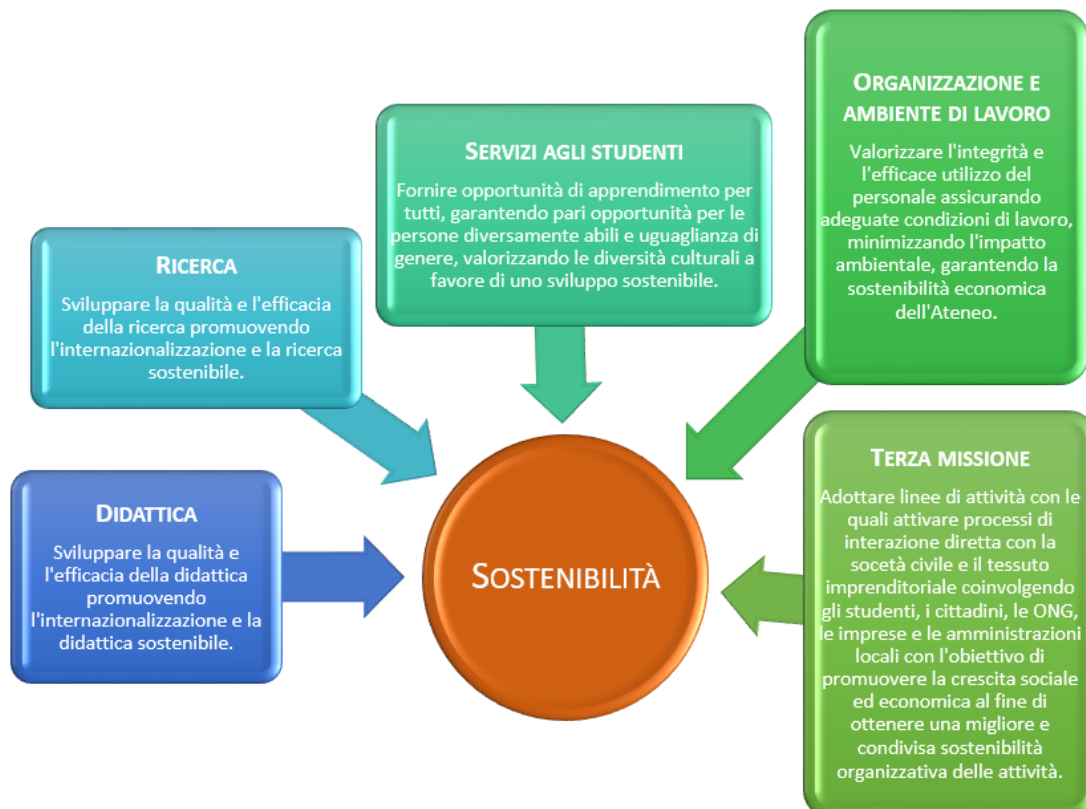 DIDATTICA
Sviluppare la qualità e
l'efficacia della didattica
promuovendo
l'internazionalizzazione e la
didattica sostenibile.
RICERCA
Sviluppare la qualità e l'efficacia
della ricerca promuovendo
l'internazionalizzazione e la ricerca
sostenibile.
SERVIZI AGLI STUDENTI
Fornire opportunità di apprendimento per
tutti, garantendo pari opportunità per le
persone diversamente abili e uguaglianza di
genere, valorizzando le diversità culturali a
favore di uno sviluppo sostenibile.
ORGANIZZAZIONE E
AMBIENTE DI LAVORO
Valorizzare l'integrità e
l'efficace utilizzo del
personale assicurando
adeguate condizioni di lavoro,
minimizzando l'impatto
ambientale, garantendo la
sostenibilità economica
dell'Ateneo.
TERZA MISSIONE
Adottare linee di attività con le
quali attivare processi di
interazione diretta con la
socetà civile e il tessuto
imprenditoriale coinvolgendo
gli studenti, i cittadini, le ONG,
le imprese e le amministrazioni
locali con l'obiettivo di
promuovere la crescita sociale
ed economica al fine di
ottenere una migliore e
condivisa sostenibilità
organizzativa delle attività.
SOSTENIBILITÀ